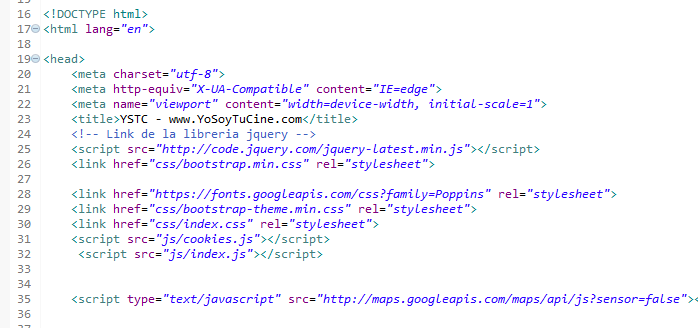 16 <!DOCTYPE html>
17 <html lang="en">
18
19 <head>
20 <meta charset="utf-8">
21 <meta http-equiv="X-UA-Compatible" content="IE=edge">
22 <meta name="viewport" content="width=device-width, initial-scale=1">
23 <title>YSTC - www.YoSoyTuCine.com</title>
24 <!-- Link de la libreria jquery -->
25 <script src="http://code.jquery.com/jquery-latest.min.js"></script>
26 <link href="css/bootstrap.min.css" rel="stylesheet">
27
28 <link href="https://fonts.googleapis.com/css?family=Poppins" rel="stylesheet">
29 <link href="css/bootstrap-theme.min.css" rel="stylesheet">
30 <link href="css/index.css" rel="stylesheet">
31 <script src="js/cookies.js"></script>
32 <script src="js/index.js"></script>
33
34
35 <script type="text/javascript" src="http://maps.googleapis.com/maps/api/js?sensor=false"><
36